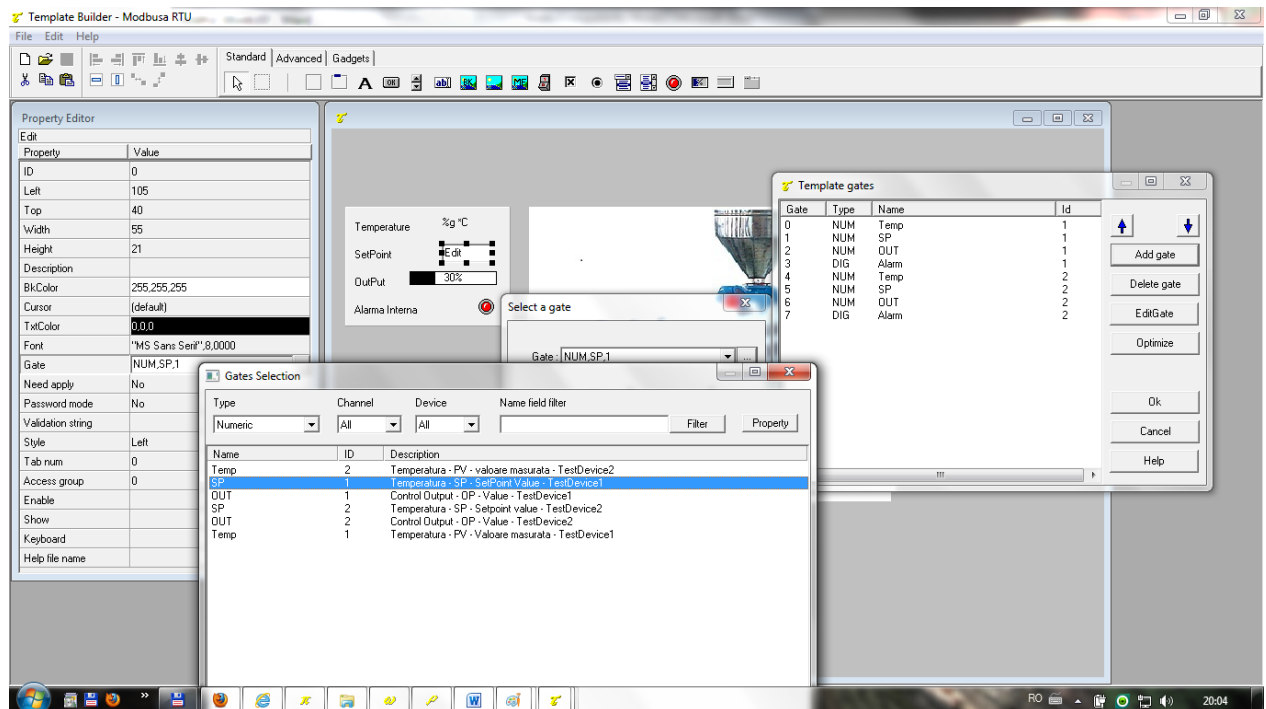 Template Builder - Modbusa RTU
File Edit Help
Standard Advanced Gadgets
A OK ab BK ME
Property Editor
Edit
Property Value
ID 0
Left 105
Top 40
Width 55
Height 21
Description
BkColor 255,255,255
Cursor (default)
TxtColor 0,0,0
Font "MS Sans Serif",8,0000
Gate NUM,SP,1
Need apply No
Password mode No
Validation string
Style Left
Tab num 0
Access group 0
Enable
Show
Keyboard
Help file name
Temperature %g °C
SetPoint Edit
OutPut 30%
Alarma Interna
Select a gate
Gate : NUM,SP,1 ...
Template gates
Gate Type Name Id
0 NUM Temp 1
1 NUM SP 1
2 NUM OUT 1
3 DIG Alarm 1
4 NUM Temp 2
5 NUM SP 2
6 NUM OUT 2
7 DIG Alarm 2
Add gate
Delete gate
EditGate
Optimize
Ok
Cancel
Help
Gates Selection
Type Channel Device Name field filter
Numeric All All Filter Property
Name ID Description
Temp 2 Temperatura - PV - valoare masurata - TestDevice2
SP 1 Temperatura - SP - SetPoint Value - TestDevice1
OUT 1 Control Output - OP - Value - TestDevice1
SP 2 Temperatura - SP - Setpoint value - TestDevice2
OUT 2 Control Output - OP - Value - TestDevice2
Temp 1 Temperatura - PV - Valoare masurata - TestDevice1
» W RO 20:04